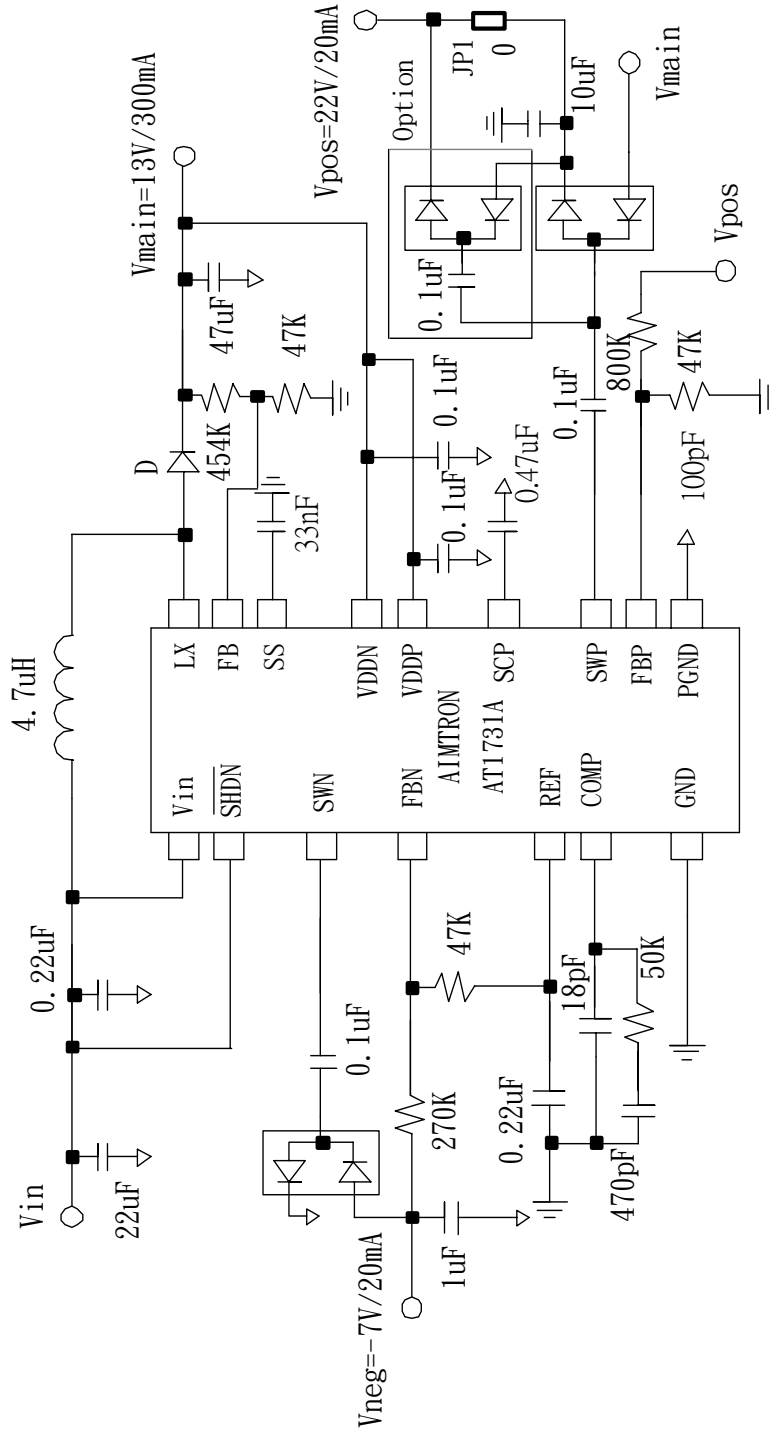 Vin
22uF
0.22uF
4.7uH
D
Vmain=13V/300mA
47uF
454K
47K
33nF
Vin
SHDN
SWN
FBN
REF
COMP
GND
AIMTRON
AT1731A
LX
FB
SS
VDDN
VDDP
SCP
SWP
FBP
PGND
0.1uF
Vneg=-7V/20mA
1uF
270K
47K
0.22uF
18pF
50K
470pF
0.1uF
0.1uF
0.47uF
0.1uF
0.1uF
Option
Vpos=22V/20mA
JP1
0
10uF
Vmain
800K
Vpos
47K
100pF